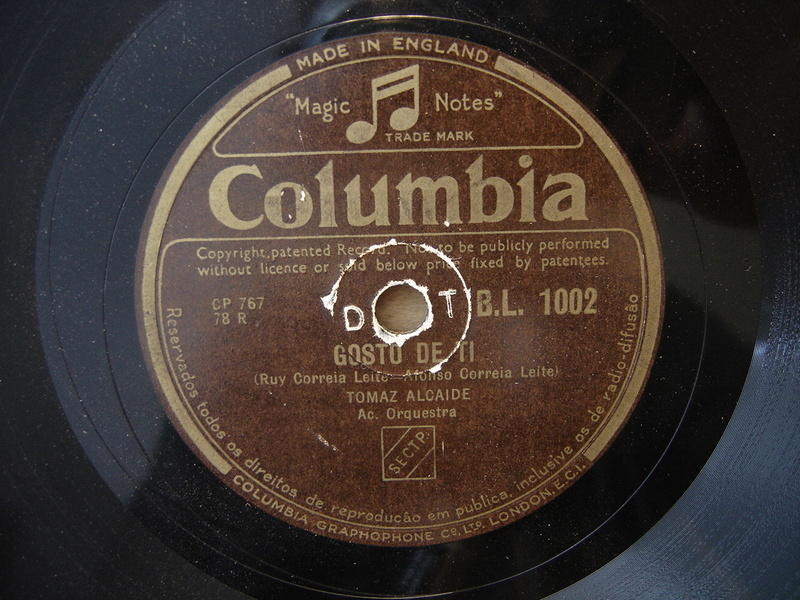 MADE IN ENGLAND
"Magic Notes"
TRADE MARK
Columbia
Copyright, patented Record. Not to be publicly performed
without licence or sold below price fixed by patentees.
CP 767
78 R
D T
B.L. 1002
GOSTO DE TI
(Ruy Correia Leite—Afonso Correia Leite)
TOMAZ ALCAIDE
Ac. Orquestra
S.E.C.T.P.
Reservados todos os direitos de reprodução em publica, inclusive os de radio-difusão
COLUMBIA GRAPHOPHONE Co., LTD. LONDON, E.C.1.